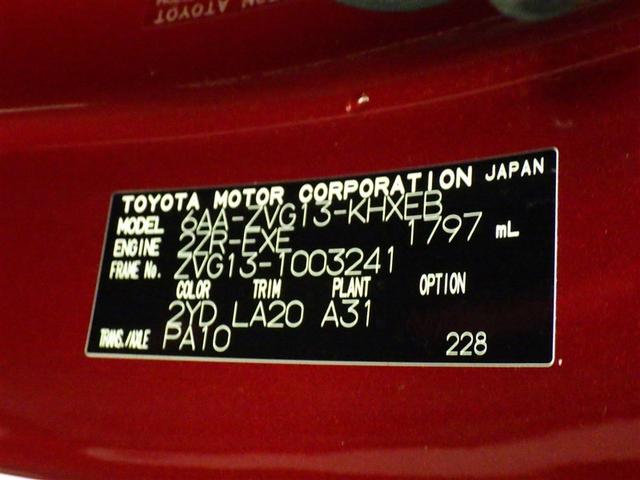 TOYOTA MOTOR CORPORATION JAPAN
MODEL 6AA-ZVG13-KHXEB
ENGINE 2ZR-EXE 1797 mL
FRAME No. ZVG13-1003241
COLOR TRIM PLANT OPTION
2YD LA20 A31
TRANS./AXLE PA10 228